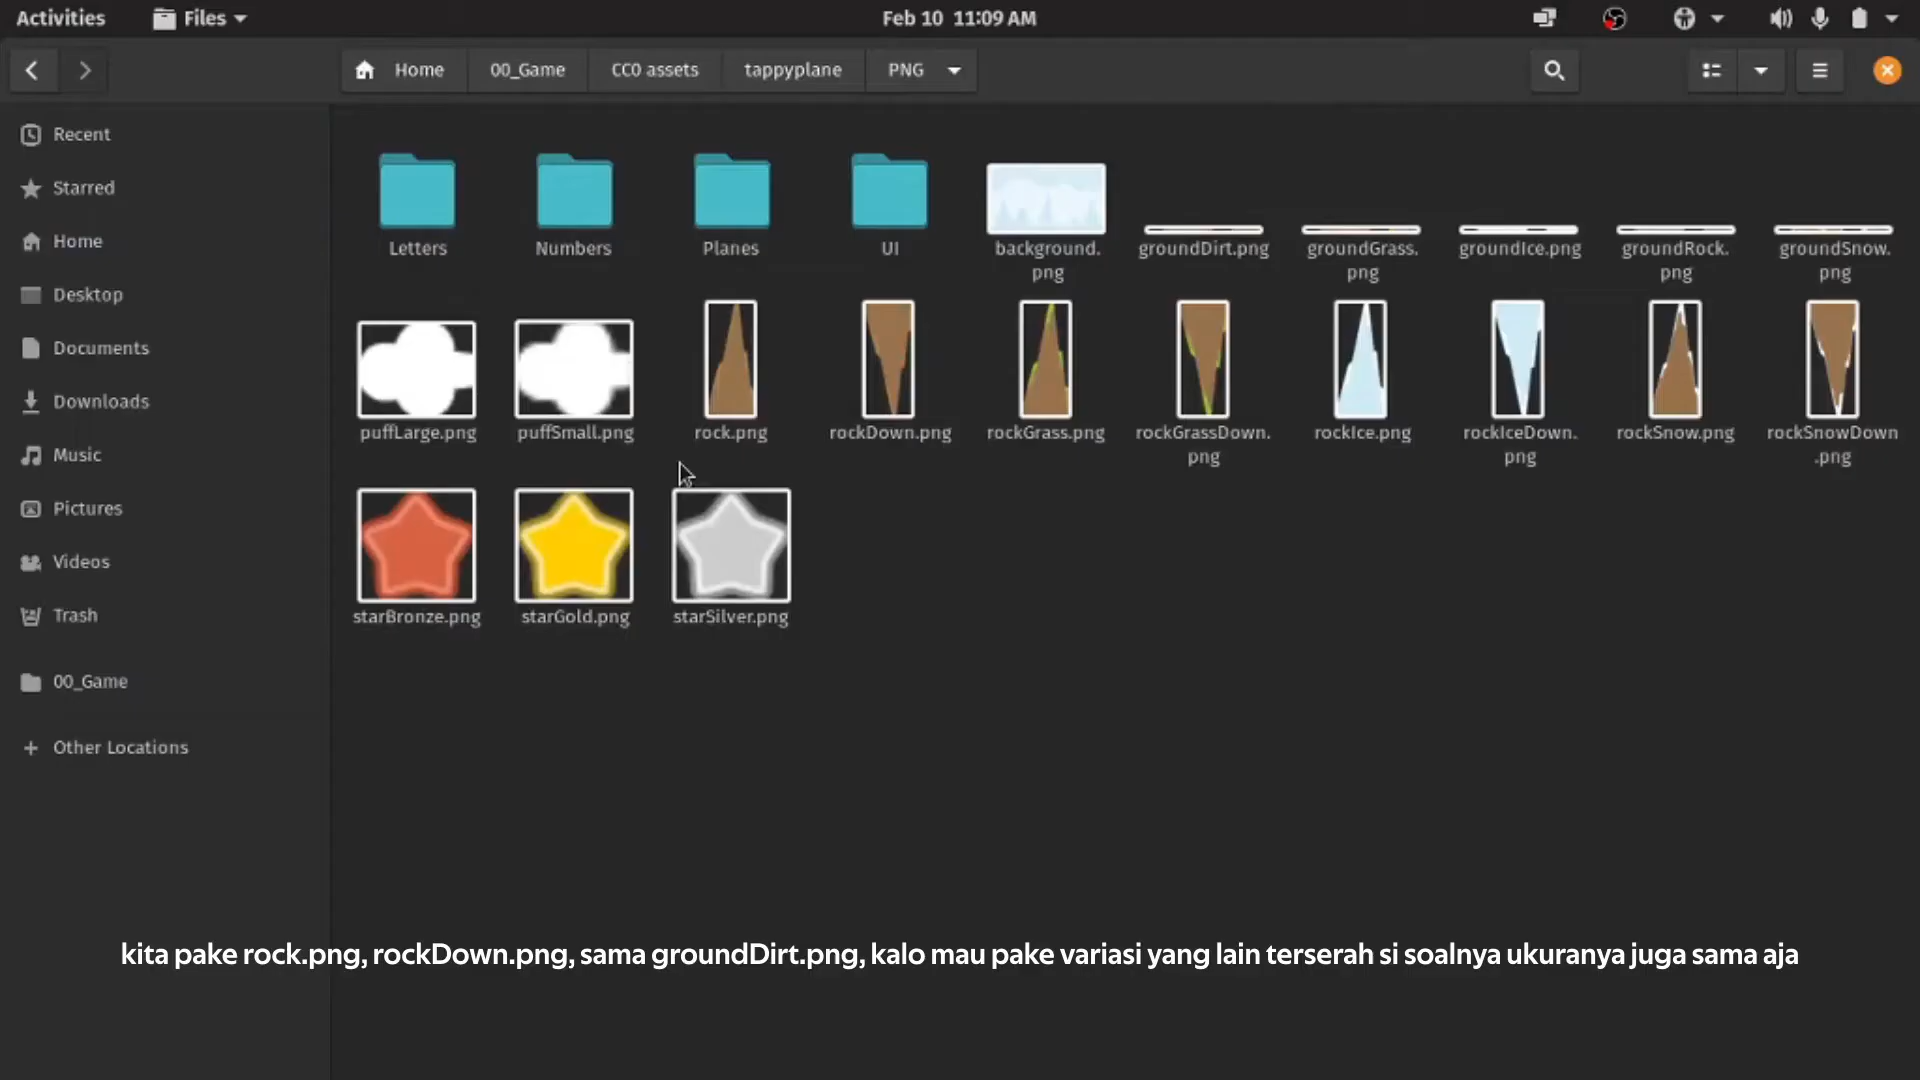 Activities
Files
Feb 10 11:09 AM
Home
00_Game
CC0 assets
tappyplane
PNG
Recent
Starred
Home
Desktop
Documents
Downloads
Music
Pictures
Videos
Trash
00_Game
Other Locations
Letters
Numbers
Planes
UI
background.
png
groundDirt.png
groundGrass.
png
groundIce.png
groundRock.
png
groundSnow.
png
puffLarge.png
puffSmall.png
rock.png
rockDown.png
rockGrass.png
rockGrassDown.
png
rockIce.png
rockIceDown.
png
rockSnow.png
rockSnowDown
.png
starBronze.png
starGold.png
starSilver.png
kita pake rock.png, rockDown.png, sama groundDirt.png, kalo mau pake variasi yang lain terserah si soalnya ukuranya juga sama aja